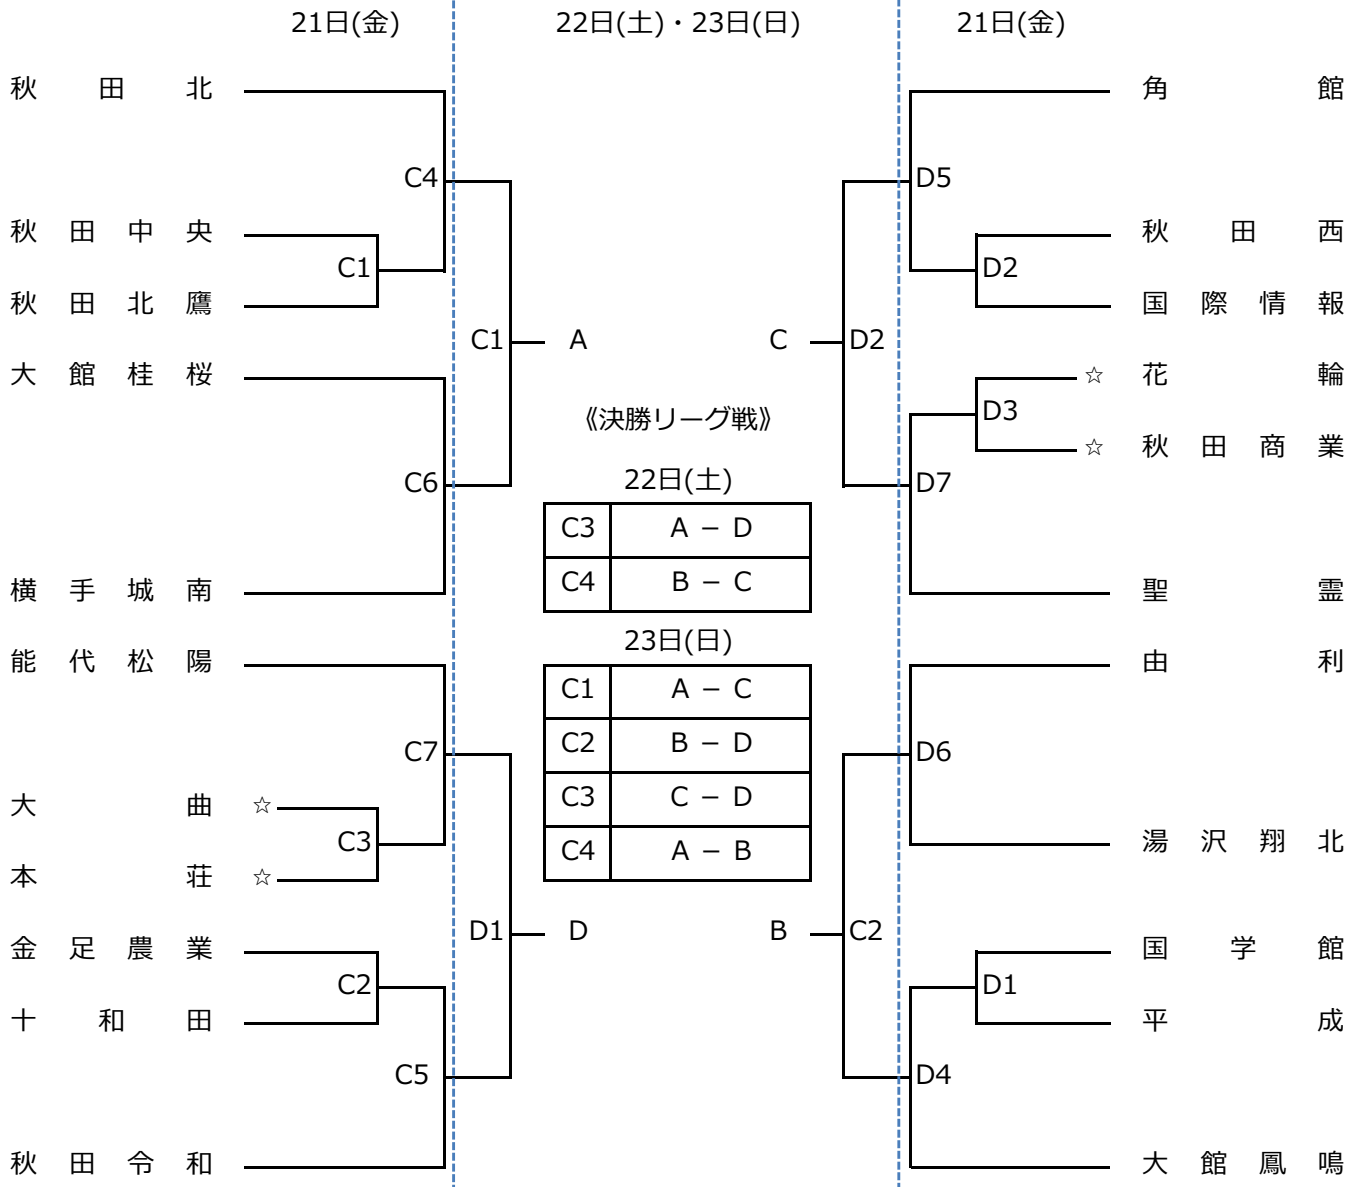 21日(金) 22日(土)・23日(日) 21日(金)
秋田北 角館
C4 D5
秋田中央 秋田西
C1 D2
秋田北鷹 国際情報
C1 A C D2
大館桂桜 ☆ 花輪
D3
《決勝リーグ戦》
☆ 秋田商業
C6 22日(土) D7
C3 A － D
C4 B － C
横手城南 聖霊
23日(日)
能代松陽 由利
C1 A － C
C2 B － D
C7 D6
C3 C － D
大曲 ☆
C3 C4 A － B 湯沢翔北
本荘 ☆
D1 D B C2
金足農業 国学館
C2 D1
十和田 平成
C5 D4
秋田令和 大館鳳鳴